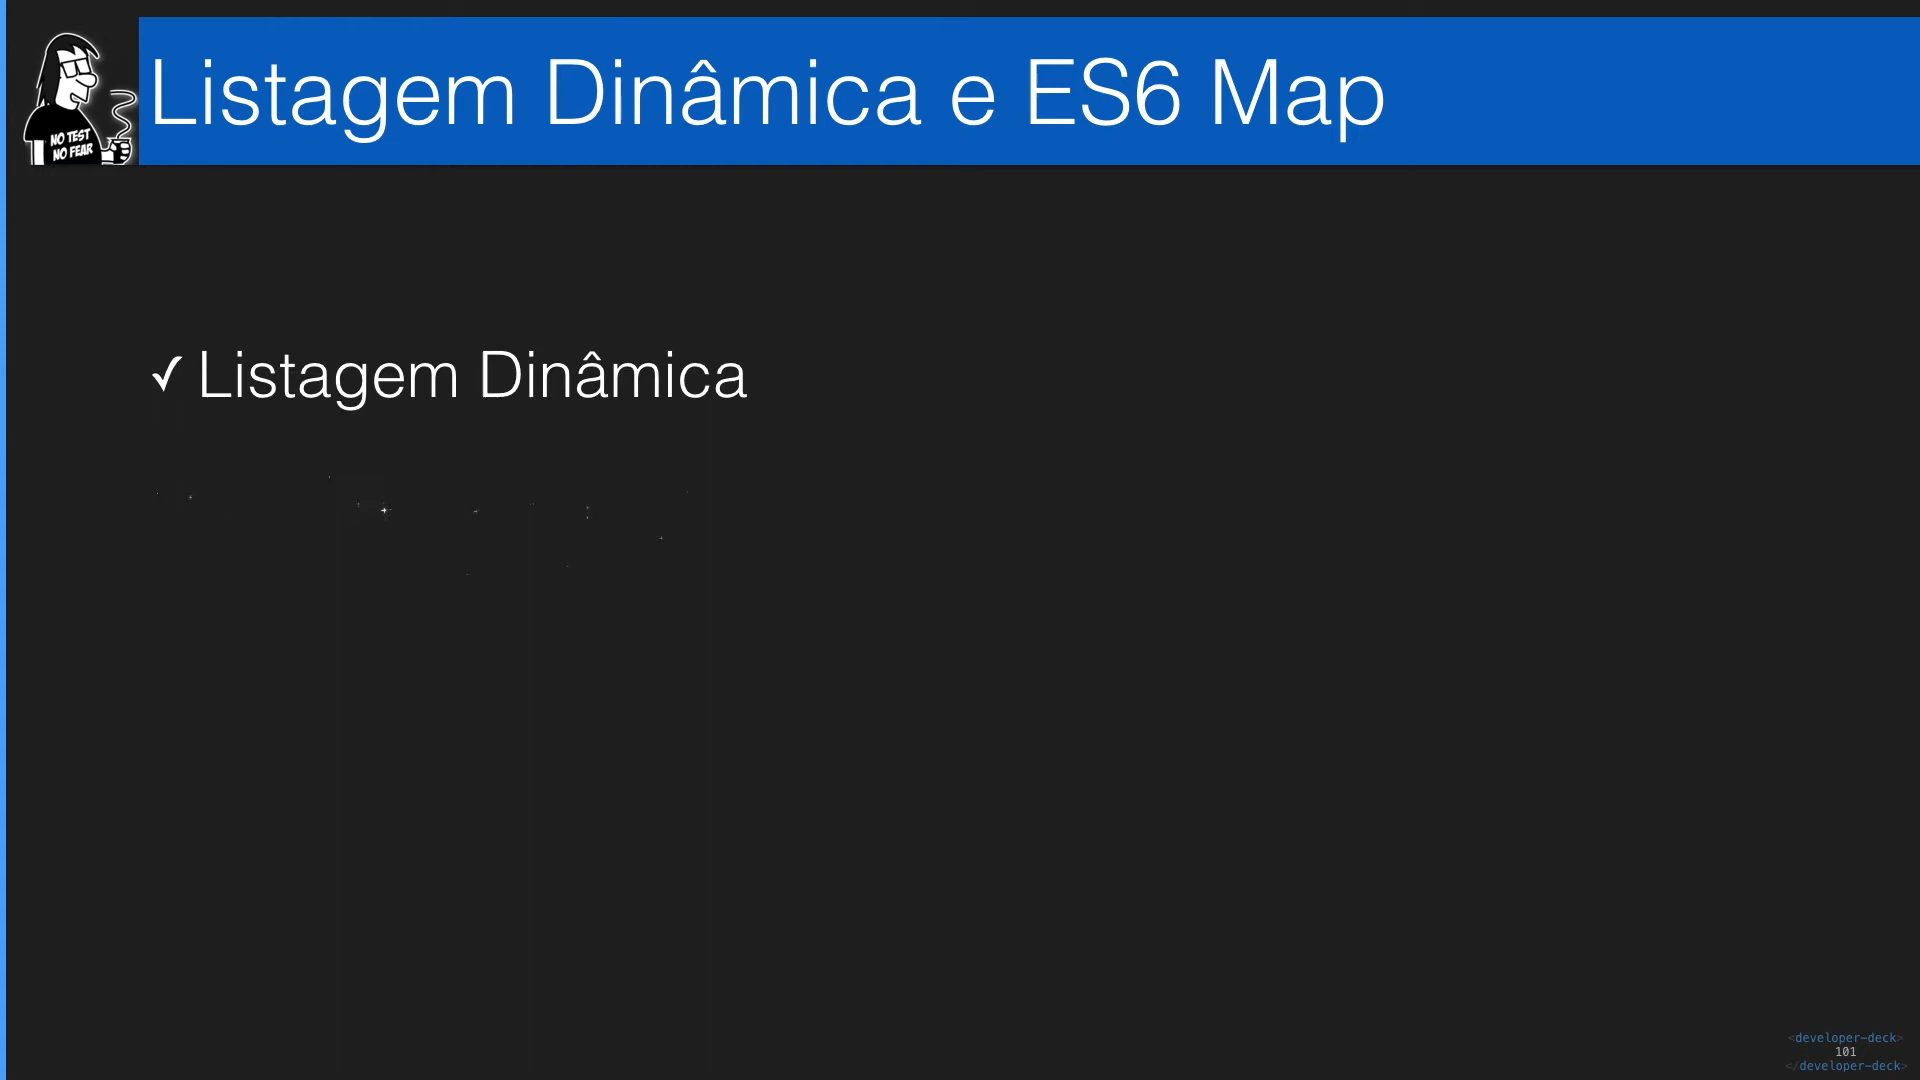 Listagem Dinâmica e ES6 Map
NO TEST
NO FEAR
✓ Listagem Dinâmica
<developer-deck>
101
</developer-deck>